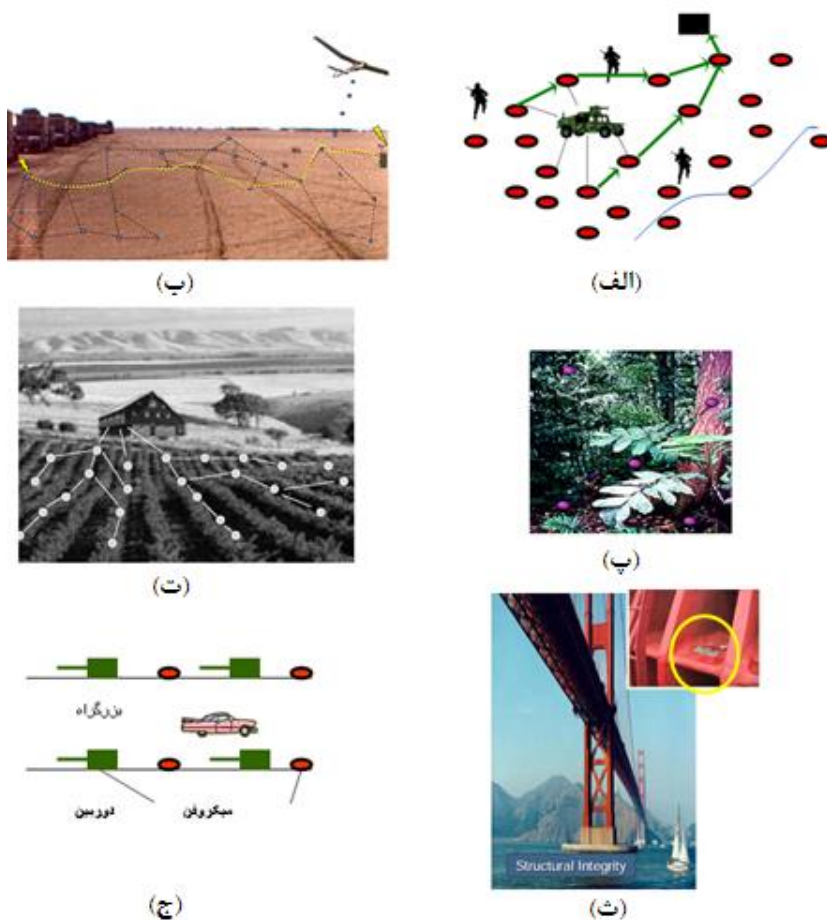 (الف)
(ب)
(پ)
(ت)
Structural Integrity
(ث)
بزرگراه
میکروفن
دوربین
(ج)